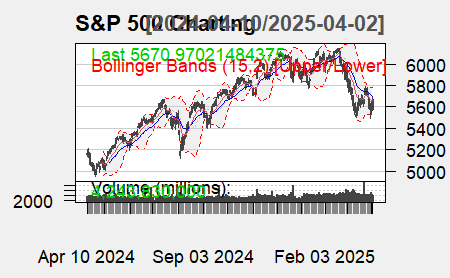 S&P 500 Charting [2024-04-10/2025-04-02]
Last 5670.97021484375
Bollinger Bands (15,2) [Upper/Lower]
6000
5800
5600
5400
5200
5000
Volume (millions):
2000
Apr 10 2024 Sep 03 2024 Feb 03 2025